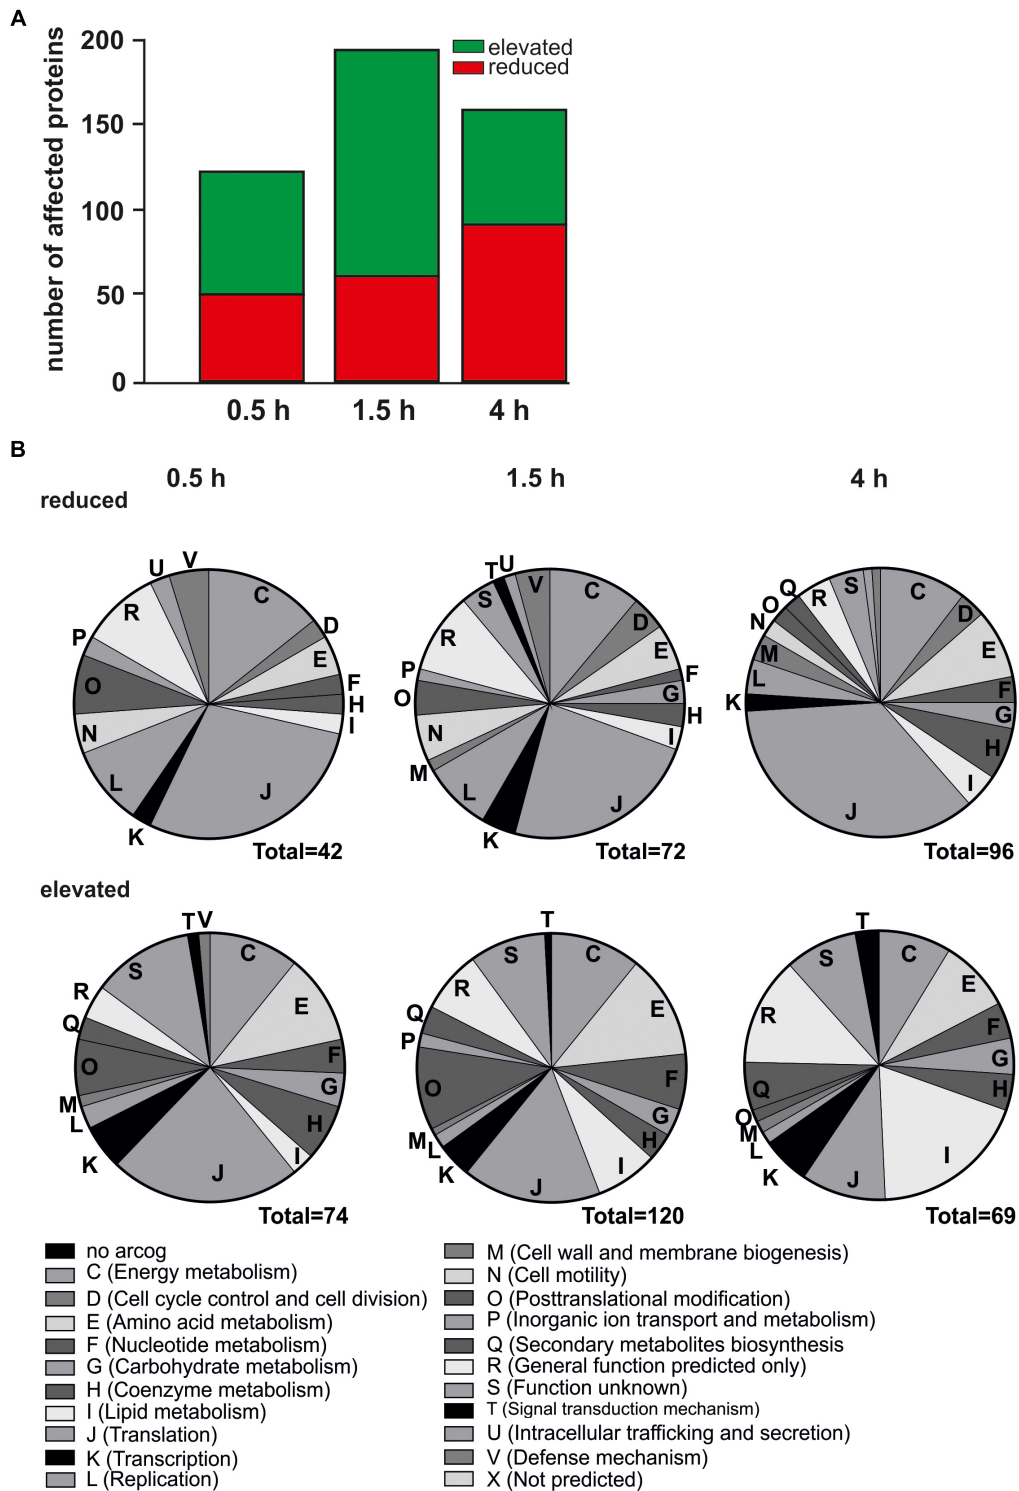 A
number of affected proteins
200
150
100
50
0
elevated
reduced
0.5 h
1.5 h
4 h
B
0.5 h
1.5 h
4 h
reduced
C
D
E
F
H
I
J
K
L
N
O
P
R
U
V
Total=42
C
D
E
F
G
H
I
J
K
L
M
N
O
P
R
S
T
U
V
Total=72
C
D
E
F
G
H
I
J
K
L
M
N
O
Q
R
S
Total=96
elevated
C
E
F
G
H
I
J
K
L
M
O
Q
R
S
T
V
Total=74
C
E
F
G
H
I
J
K
L
M
O
P
Q
R
S
T
Total=120
C
E
F
G
H
I
J
K
L
M
O
Q
R
S
T
Total=69
no arcog
C (Energy metabolism)
D (Cell cycle control and cell division)
E (Amino acid metabolism)
F (Nucleotide metabolism)
G (Carbohydrate metabolism)
H (Coenzyme metabolism)
I (Lipid metabolism)
J (Translation)
K (Transcription)
L (Replication)
M (Cell wall and membrane biogenesis)
N (Cell motility)
O (Posttranslational modification)
P (Inorganic ion transport and metabolism)
Q (Secondary metabolites biosynthesis
R (General function predicted only)
S (Function unknown)
T (Signal transduction mechanism)
U (Intracellular trafficking and secretion)
V (Defense mechanism)
X (Not predicted)